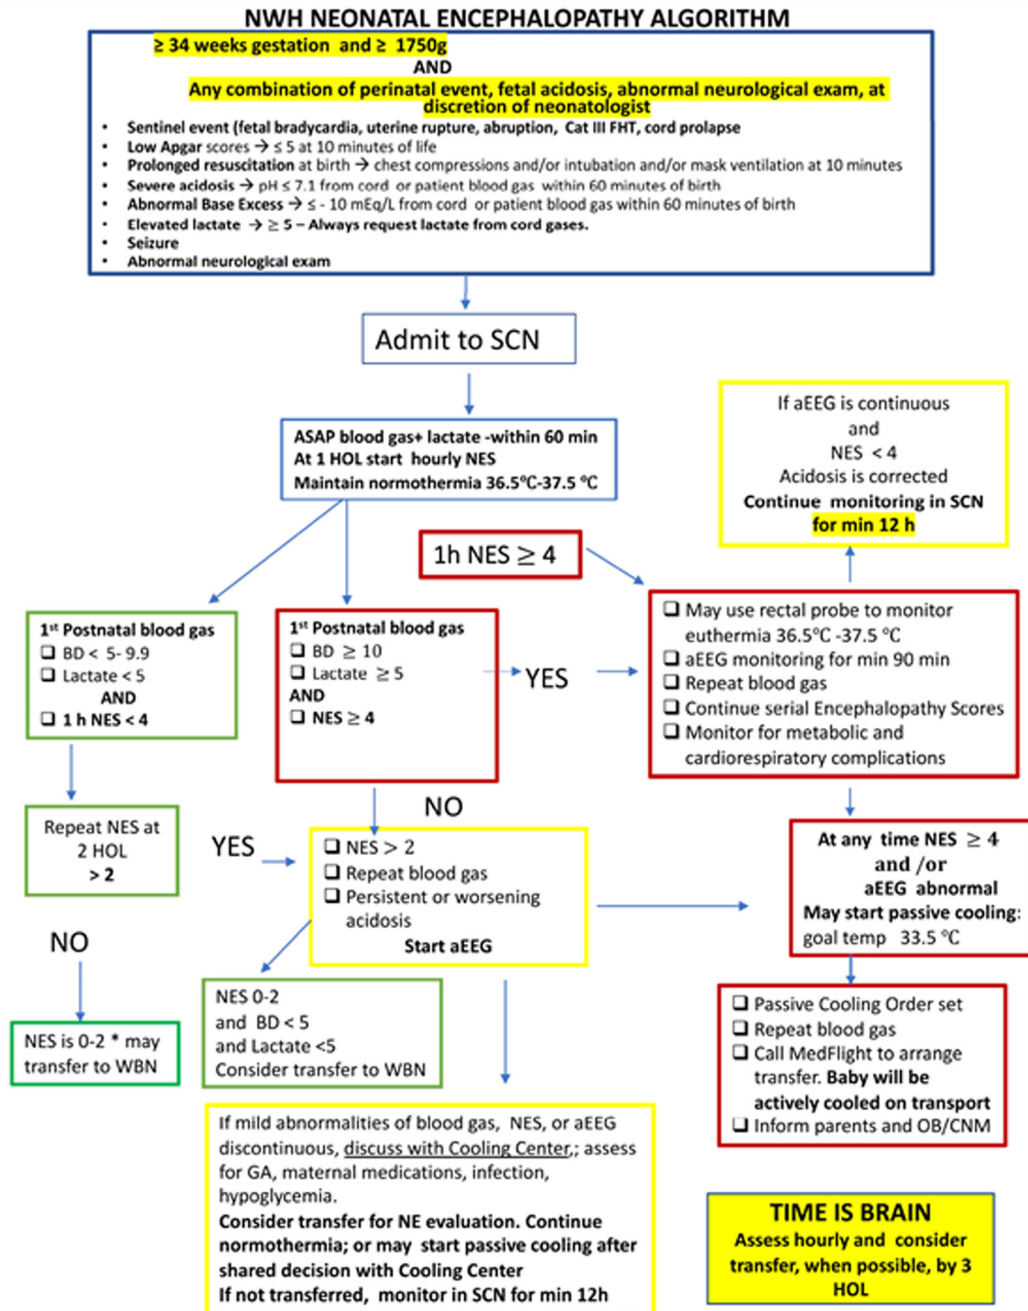 NWH NEONATAL ENCEPHALOPATHY ALGORITHM
≥ 34 weeks gestation and ≥ 1750g
AND
Any combination of perinatal event, fetal acidosis, abnormal neurological exam, at
discretion of neonatologist
• Sentinel event (fetal bradycardia, uterine rupture, abruption, Cat III FHT, cord prolapse
• Low Apgar scores → ≤ 5 at 10 minutes of life
• Prolonged resuscitation at birth → chest compressions and/or intubation and/or mask ventilation at 10 minutes
• Severe acidosis → pH ≤ 7.1 from cord or patient blood gas within 60 minutes of birth
• Abnormal Base Excess → ≤ - 10 mEq/L from cord or patient blood gas within 60 minutes of birth
• Elevated lactate → ≥ 5 – Always request lactate from cord gases.
• Seizure
• Abnormal neurological exam
Admit to SCN
ASAP blood gas+ lactate -within 60 min
At 1 HOL start hourly NES
Maintain normothermia 36.5°C-37.5 °C
If aEEG is continuous
and
NES < 4
Acidosis is corrected
Continue monitoring in SCN
for min 12 h
1h NES ≥ 4
1st Postnatal blood gas
❑ BD < 5- 9.9
❑ Lactate < 5
AND
❑ 1 h NES < 4
1st Postnatal blood gas
❑ BD ≥ 10
❑ Lactate ≥ 5
AND
❑ NES ≥ 4
YES
❑ May use rectal probe to monitor
euthermia 36.5°C -37.5 °C
❑ aEEG monitoring for min 90 min
❑ Repeat blood gas
❑ Continue serial Encephalopathy Scores
❑ Monitor for metabolic and
cardiorespiratory complications
Repeat NES at
2 HOL
> 2
YES
NO
❑ NES > 2
❑ Repeat blood gas
❑ Persistent or worsening
acidosis
Start aEEG
At any time NES ≥ 4
and /or
aEEG abnormal
May start passive cooling:
goal temp 33.5 °C
NO
NES is 0-2 * may
transfer to WBN
NES 0-2
and BD < 5
and Lactate <5
Consider transfer to WBN
❑ Passive Cooling Order set
❑ Repeat blood gas
❑ Call MedFlight to arrange
transfer. Baby will be
actively cooled on transport
❑ Inform parents and OB/CNM
If mild abnormalities of blood gas, NES, or aEEG
discontinuous, discuss with Cooling Center,; assess
for GA, maternal medications, infection,
hypoglycemia.
Consider transfer for NE evaluation. Continue
normothermia; or may start passive cooling after
shared decision with Cooling Center
If not transferred, monitor in SCN for min 12h
TIME IS BRAIN
Assess hourly and consider
transfer, when possible, by 3
HOL